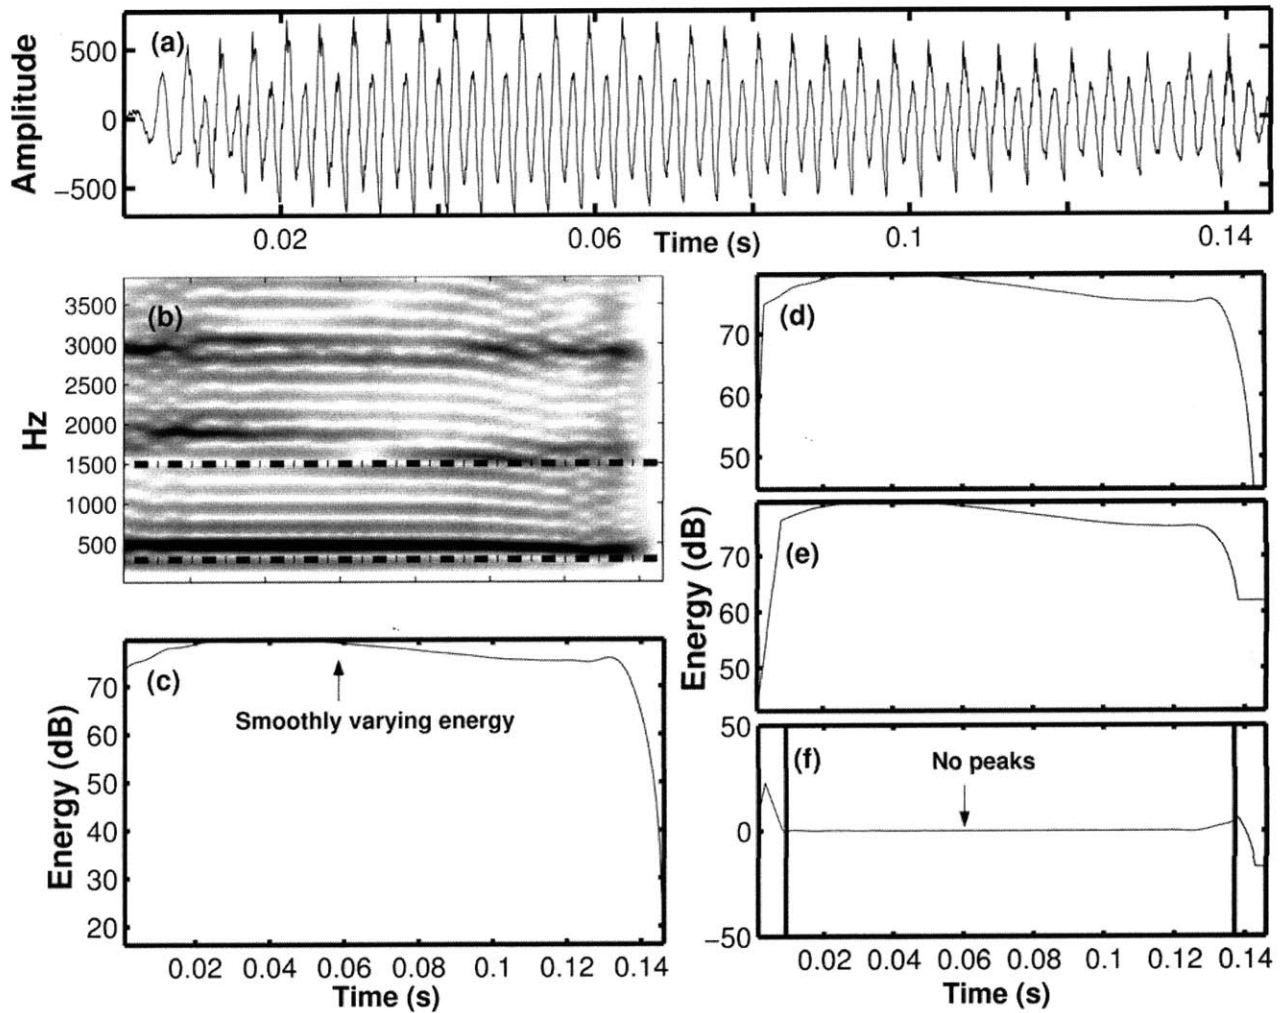 (a)
Amplitude
500
0
−500
0.02
0.06
Time (s)
0.1
0.14
(b)
Hz
3500
3000
2500
2000
1500
1000
500
(c)
Energy (dB)
70
60
50
40
30
20
Smoothly varying energy
0.02 0.04 0.06 0.08 0.1 0.12 0.14
Time (s)
(d)
70
60
50
Energy (dB)
(e)
70
60
50
(f)
50
0
−50
No peaks
0.02 0.04 0.06 0.08 0.1 0.12 0.14
Time (s)